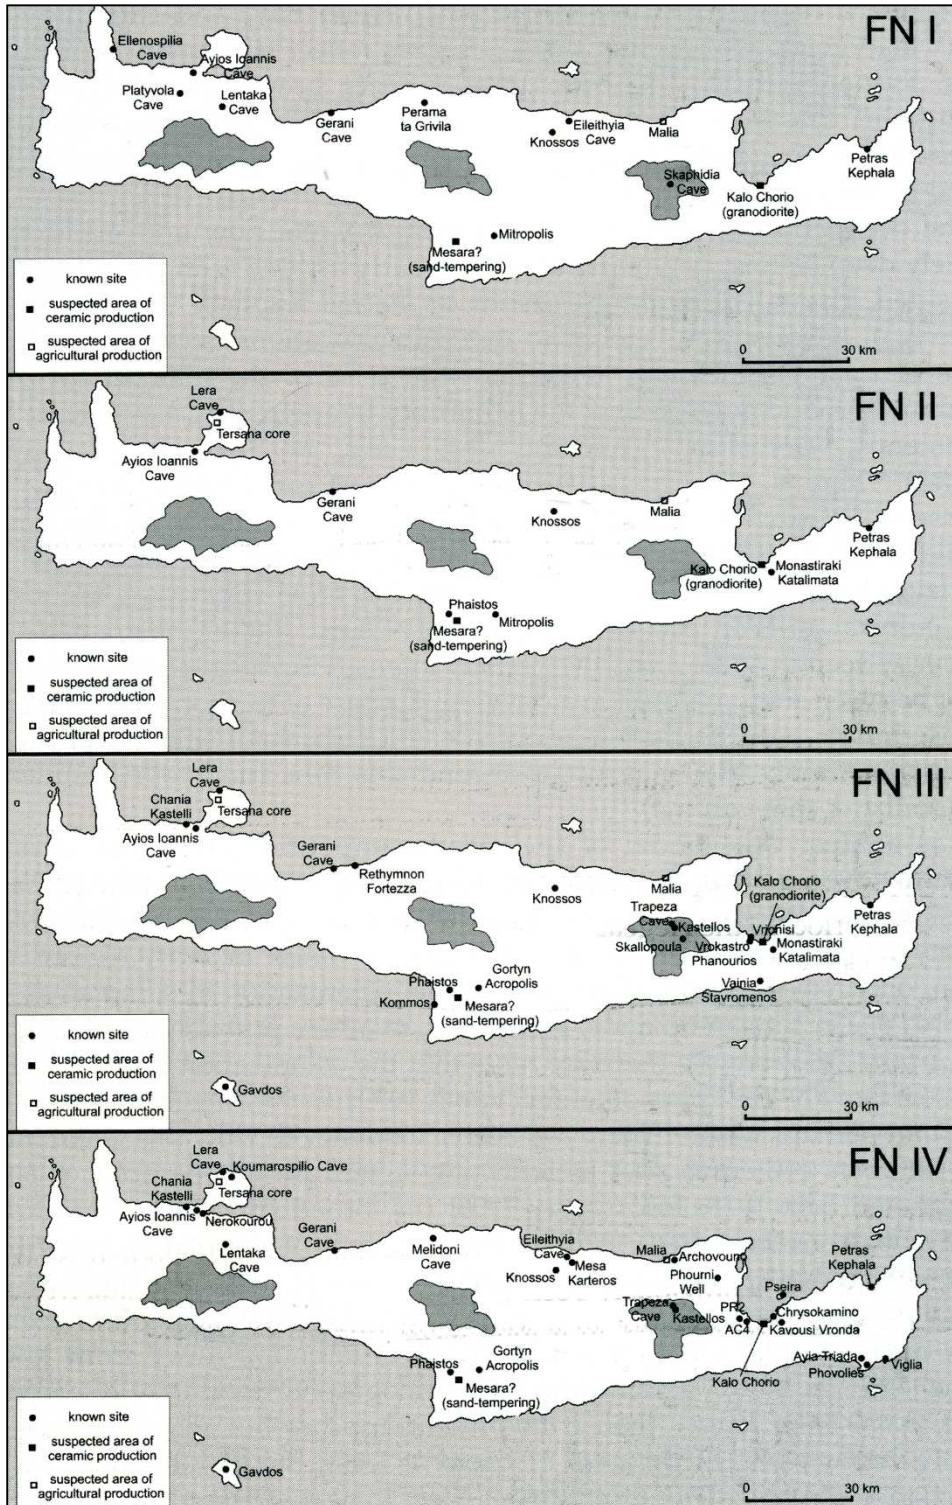 FN I
Ellenospilia
Cave
Ayios Ioannis
Cave
Platyvola
Cave
Lentaka
Cave
Gerani
Cave
Perama
ta Grivila
Knossos
Eileithyia
Cave
Malia
Skaphidia
Cave
Kalo Chorio
(granodiorite)
Petras
Kephala
Mitropolis
Mesara?
(sand-tempering)
known site
suspected area of
ceramic production
suspected area of
agricultural production
0 30 km
FN II
Lera
Cave
Tersana core
Ayios Ioannis
Cave
Gerani
Cave
Knossos
Malia
Petras
Kephala
Kalo Chorio
(granodiorite)
Monastiraki
Katalimata
Phaistos
Mitropolis
Mesara?
(sand-tempering)
known site
suspected area of
ceramic production
suspected area of
agricultural production
0 30 km
FN III
Lera
Cave
Tersana core
Chania
Kastelli
Ayios Ioannis
Cave
Gerani
Cave
Rethymnon
Fortezza
Knossos
Malia
Trapeza
Cave
Kastellos
Skallopoula
Kalo Chorio
(granodiorite)
Vrionisi
Vrokastro
Phanourios
Monastiraki
Katalimata
Petras
Kephala
Vainia
Stavromenos
Phaistos
Gortyn
Acropolis
Kommos
Mesara?
(sand-tempering)
Gavdos
known site
suspected area of
ceramic production
suspected area of
agricultural production
0 30 km
FN IV
Lera
Cave
Koumarospilio Cave
Tersana core
Chania
Kastelli
Ayios Ioannis
Cave
Nerokourou
Lentaka
Cave
Gerani
Cave
Melidoni
Cave
Eileithyia
Cave
Knossos
Mesa
Karteros
Malia
Archovouno
Phourni
Well
Trapeza
Cave
Kastellos
PR2
AC4
Pseira
Petras
Kephala
Chrysokamino
Kavousi Vronda
Kalo Chorio
Ayia Triada
Phovolies
Viglia
Phaistos
Gortyn
Acropolis
Mesara?
(sand-tempering)
Gavdos
known site
suspected area of
ceramic production
suspected area of
agricultural production
0 30 km